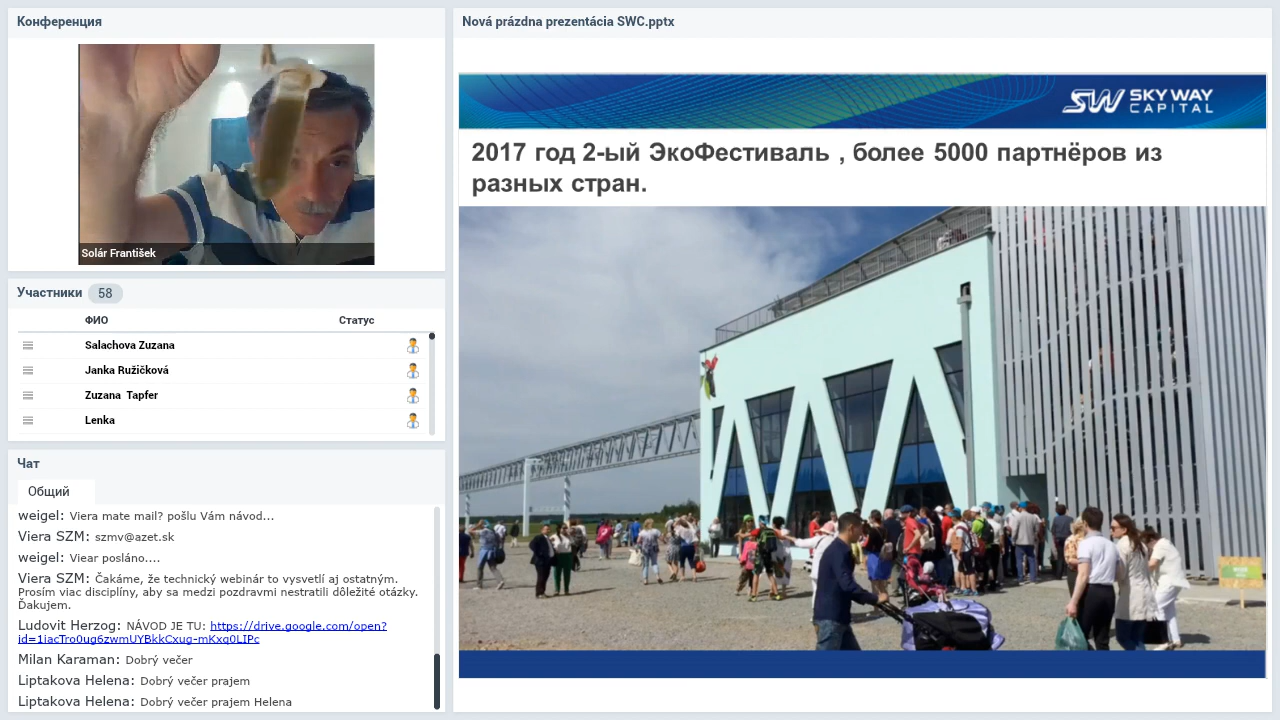 Конференция
Solár František
Участники 58
ФИО Статус
Salachova Zuzana
Janka Ružičková
Zuzana Tapfer
Lenka
Чат
Общий
weigel: Viera mate mail? pošlu Vám návod...
Viera SZM: szmv@azet.sk
weigel: Viear posláno....
Viera SZM: Čakáme, že technický webinár to vysvetlí aj ostatným.
Prosím viac disciplíny, aby sa medzi pozdravmi nestratili dôležité otázky.
Ďakujem.
Ludovit Herzog: NÁVOD JE TU: https://drive.google.com/open?
id=1iacTro0ug6zwmUYBkkCxug-mKxq0LIPc
Milan Karaman: Dobrý večer
Liptakova Helena: Dobrý večer prajem
Liptakova Helena: Dobrý večer prajem Helena
Nová prázdna prezentácia SWC.pptx
SW SKY WAY
CAPITAL
2017 год 2-ый ЭкоФестиваль , более 5000 партнёров из
разных стран.